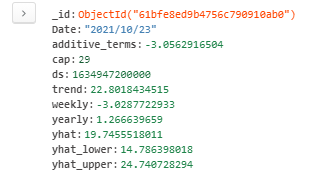 _id: ObjectId("61bfe8ed9b4756c790910ab0")
Date: "2021/10/23"
additive_terms: -3.0562916504
cap: 29
ds: 1634947200000
trend: 22.8018434515
weekly: -3.0287722933
yearly: 1.266639659
yhat: 19.7455518011
yhat_lower: 14.786398018
yhat_upper: 24.740728294